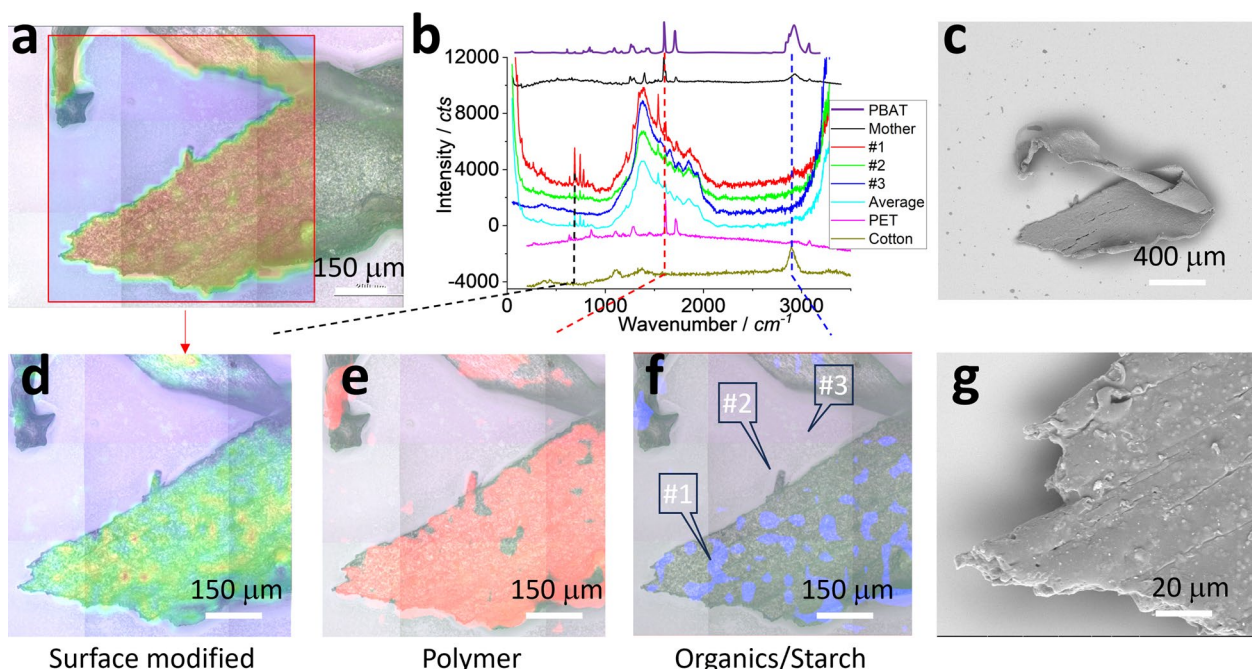 a
150 μm
b
Intensity / cts
12000
8000
4000
0
-4000
0
1000
2000
3000
Wavenumber / cm-1
PBAT
Mother
#1
#2
#3
Average
PET
Cotton
c
400 μm
d
150 μm
Surface modified
e
150 μm
Polymer
f
#1
#2
#3
150 μm
Organics/Starch
g
20 μm